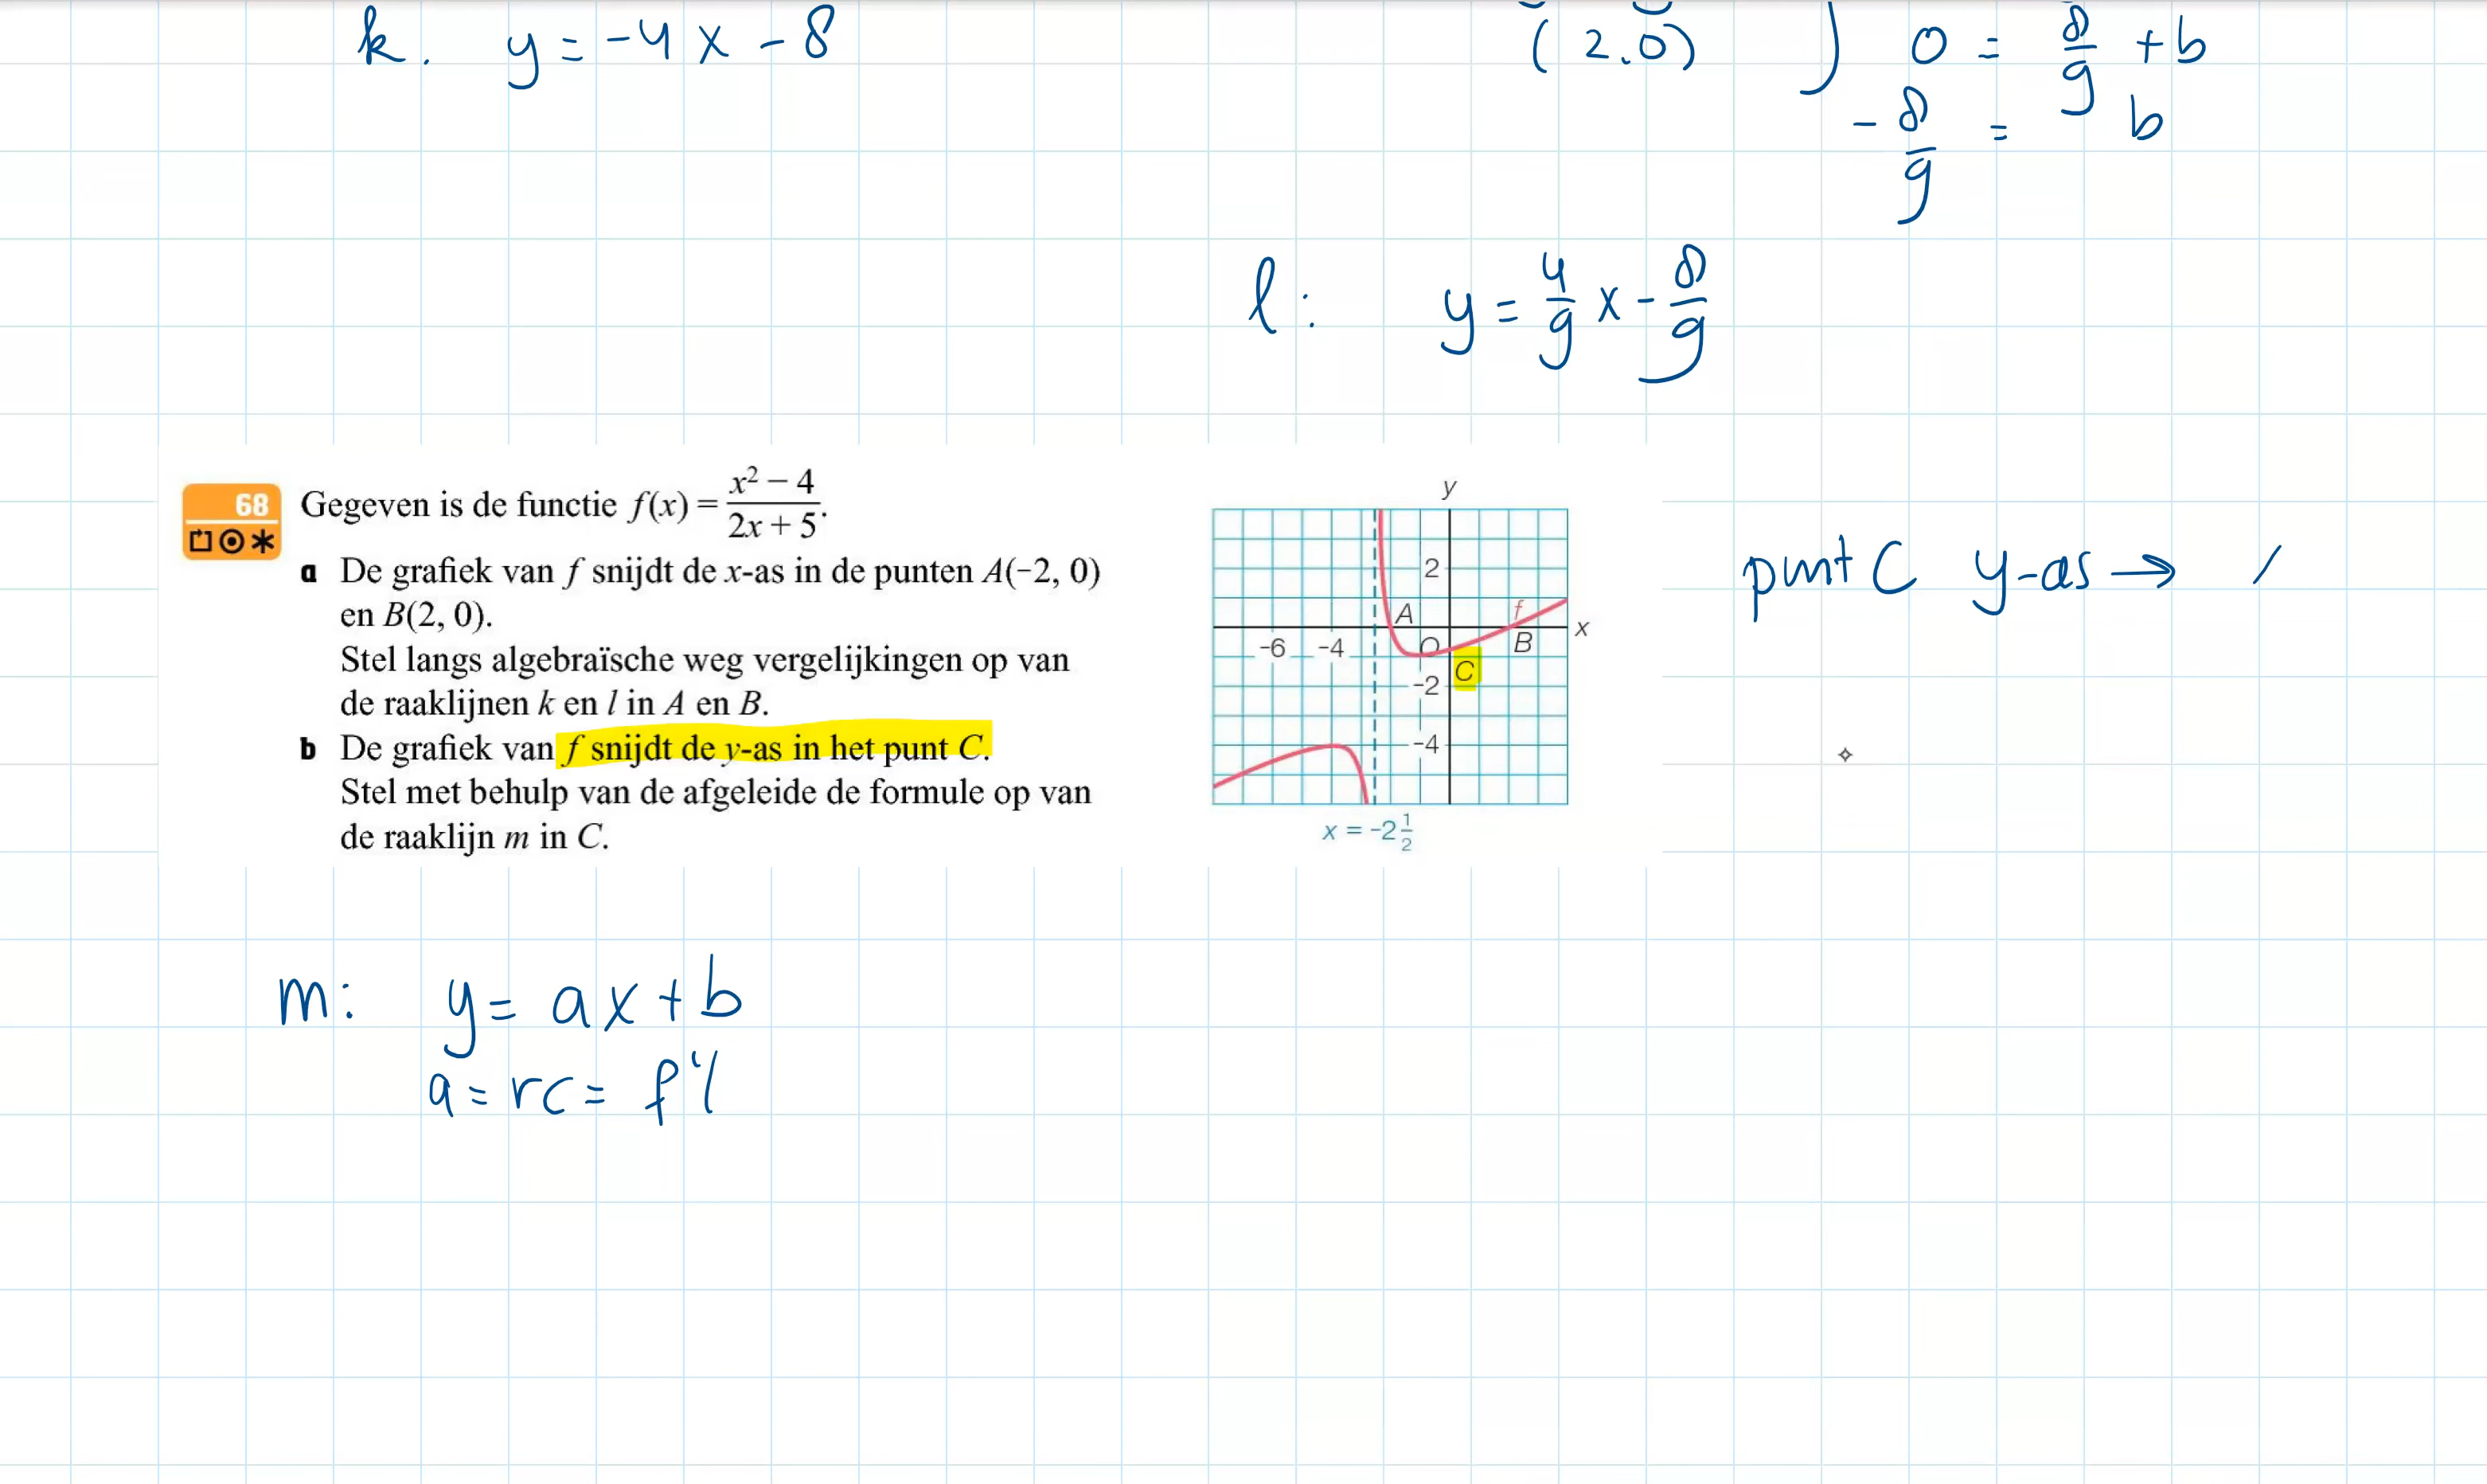 k. y = -4x - 8
(2,0) } 0 = 8/9 + b
-8/9 = b
l: y = 4/9 x - 8/9
68
Gegeven is de functie f(x) = (x² − 4)/(2x + 5).
a De grafiek van f snijdt de x-as in de punten A(−2, 0)
en B(2, 0).
Stel langs algebraïsche weg vergelijkingen op van
de raaklijnen k en l in A en B.
b De grafiek van f snijdt de y-as in het punt C.
Stel met behulp van de afgeleide de formule op van
de raaklijn m in C.
y
2
A
f
x
-6
-4
O
B
C
-2
-4
x = -2 1/2
punt C y-as →
m: y = ax + b
a = rc = f'(